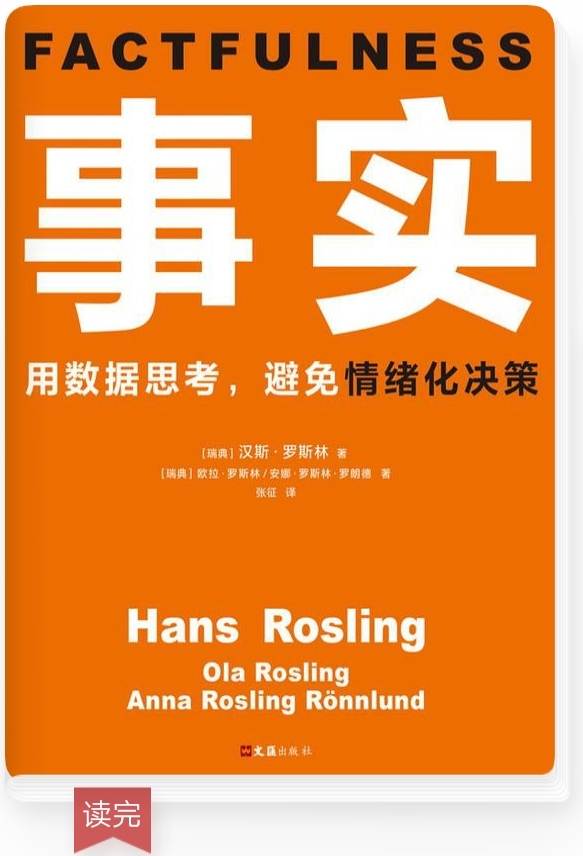 FACTFULNESS
事实
用数据思考，避免情绪化决策
[瑞典] 汉斯·罗斯林 著
[瑞典] 欧拉·罗斯林/安娜·罗斯林·罗朗德 著
张征 译
Hans Rosling
Ola Rosling
Anna Rosling Rönnlund
文匯出版社
读完